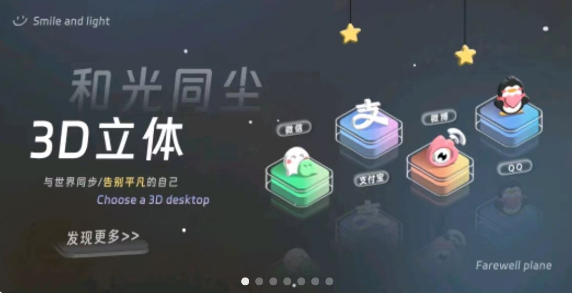 Smile and light
和光同尘
3D立体
与世界同步/告别平凡的自己
Choose a 3D desktop
发现更多>>
微信
支
微博
支付宝
QQ
Farewell plane